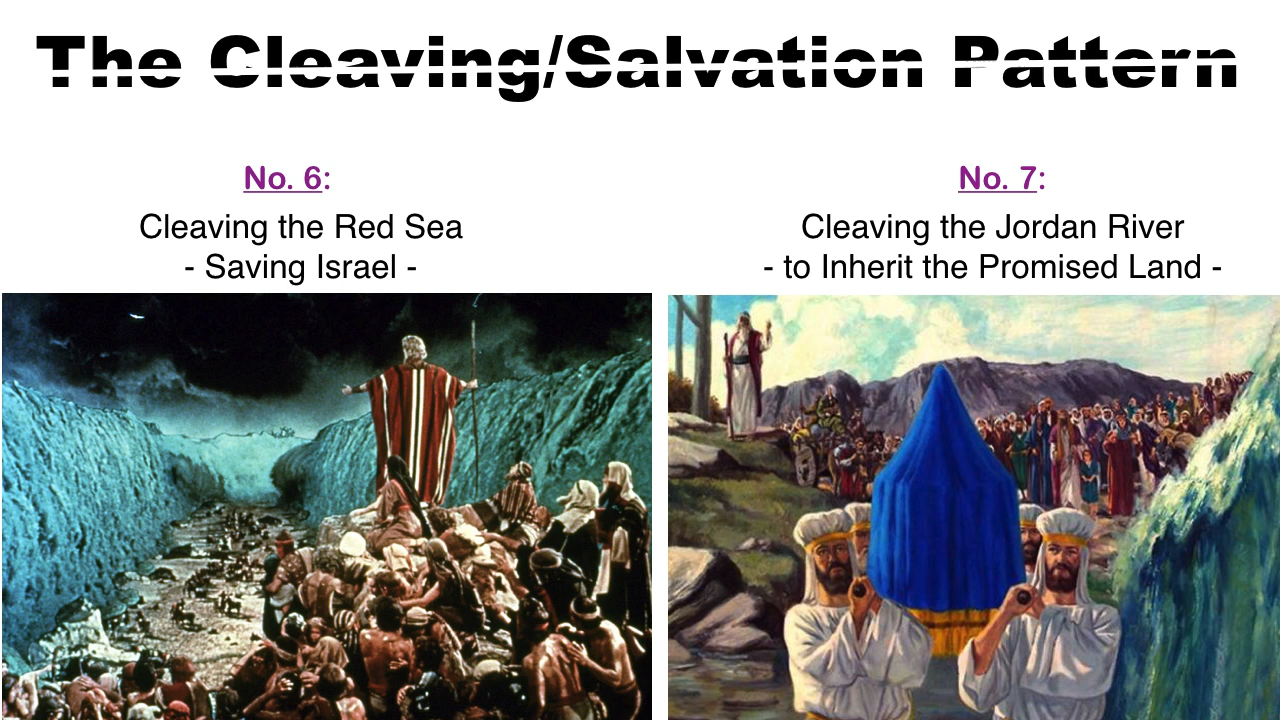 The Cleaving/Salvation Pattern
No. 6:
Cleaving the Red Sea
- Saving Israel -
No. 7:
Cleaving the Jordan River
- to Inherit the Promised Land -